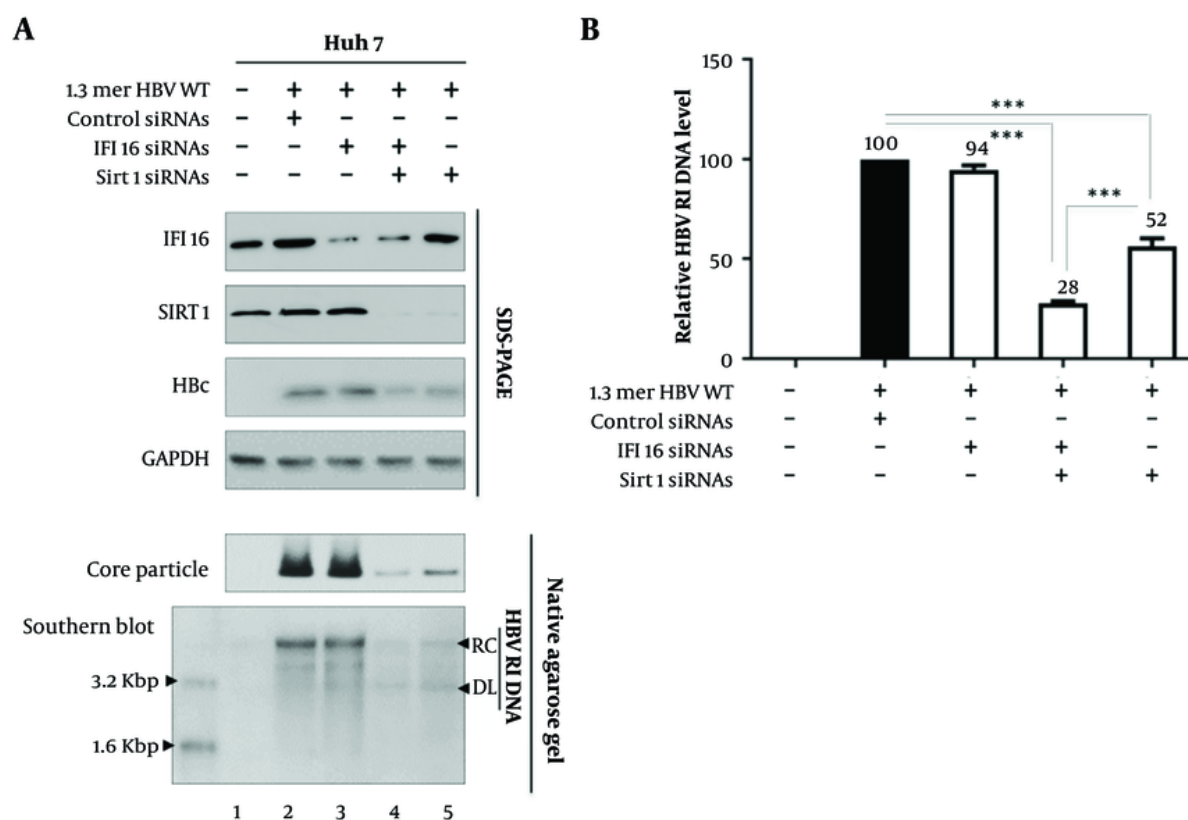 A
Huh 7
1.3 mer HBV WT − + + + +
Control siRNAs − + − − −
IFI 16 siRNAs − − + + −
Sirt 1 siRNAs − − − + +
IFI 16
SIRT 1
HBc
GAPDH
SDS-PAGE
Core particle
Southern blot
3.2 Kbp
1.6 Kbp
RC
DL
HBV RI DNA
Native agarose gel
1 2 3 4 5
B
Relative HBV RI DNA level
150
100
50
0
***
***
***
100
94
28
52
1.3 mer HBV WT − + + + +
Control siRNAs − + − − −
IFI 16 siRNAs − − + + −
Sirt 1 siRNAs − − − + +